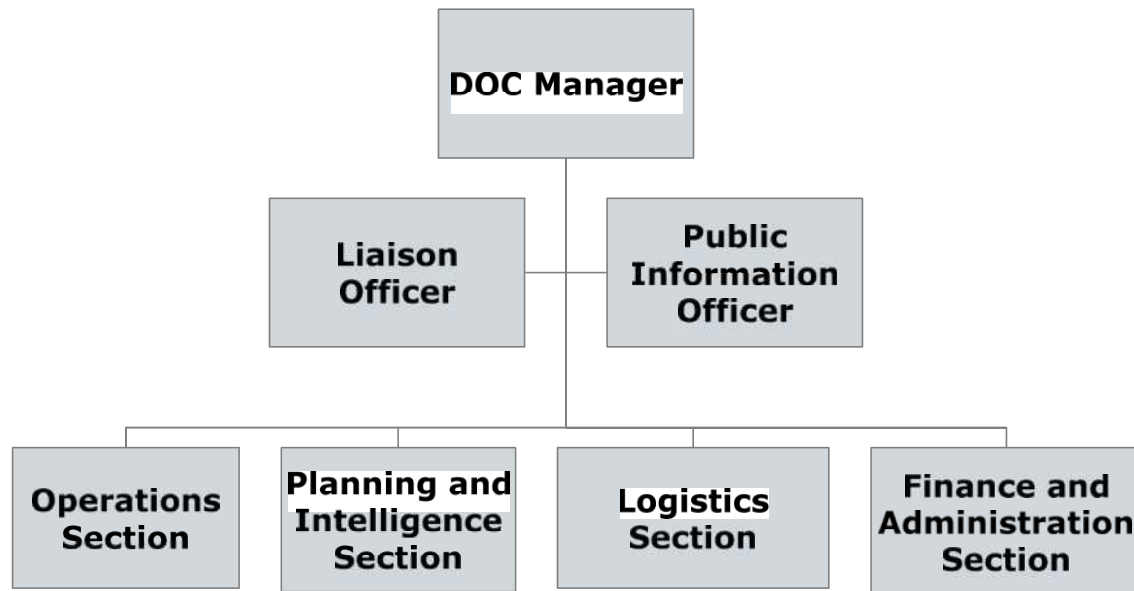 DOC Manager
Liaison
Officer
Public
Information
Officer
Operations
Section
Planning and
Intelligence
Section
Logistics
Section
Finance and
Administration
Section